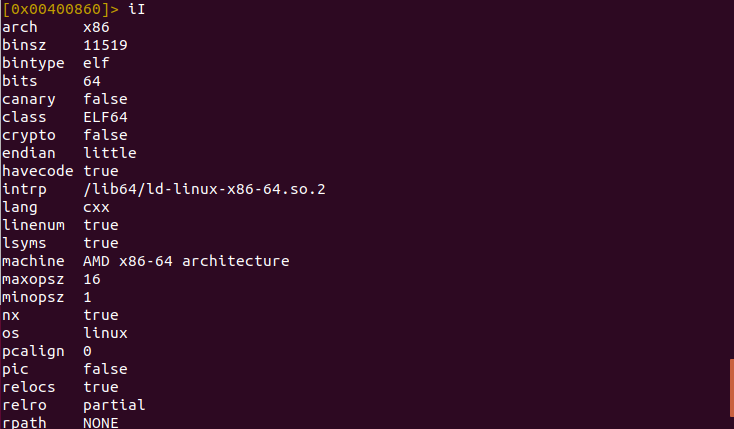 [0x00400860]> iI
arch     x86
binsz    11519
bintype  elf
bits     64
canary   false
class    ELF64
crypto   false
endian   little
havecode true
intrp    /lib64/ld-linux-x86-64.so.2
lang     cxx
linenum  true
lsyms    true
machine  AMD x86-64 architecture
maxopsz  16
minopsz  1
nx       true
os       linux
pcalign  0
pic      false
relocs   true
relro    partial
rpath    NONE